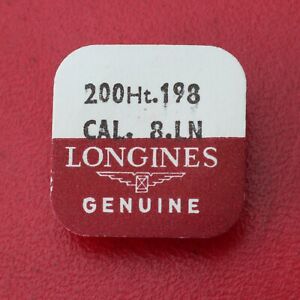 200Ht.198
CAL. 8.LN
LONGINES
GENUINE